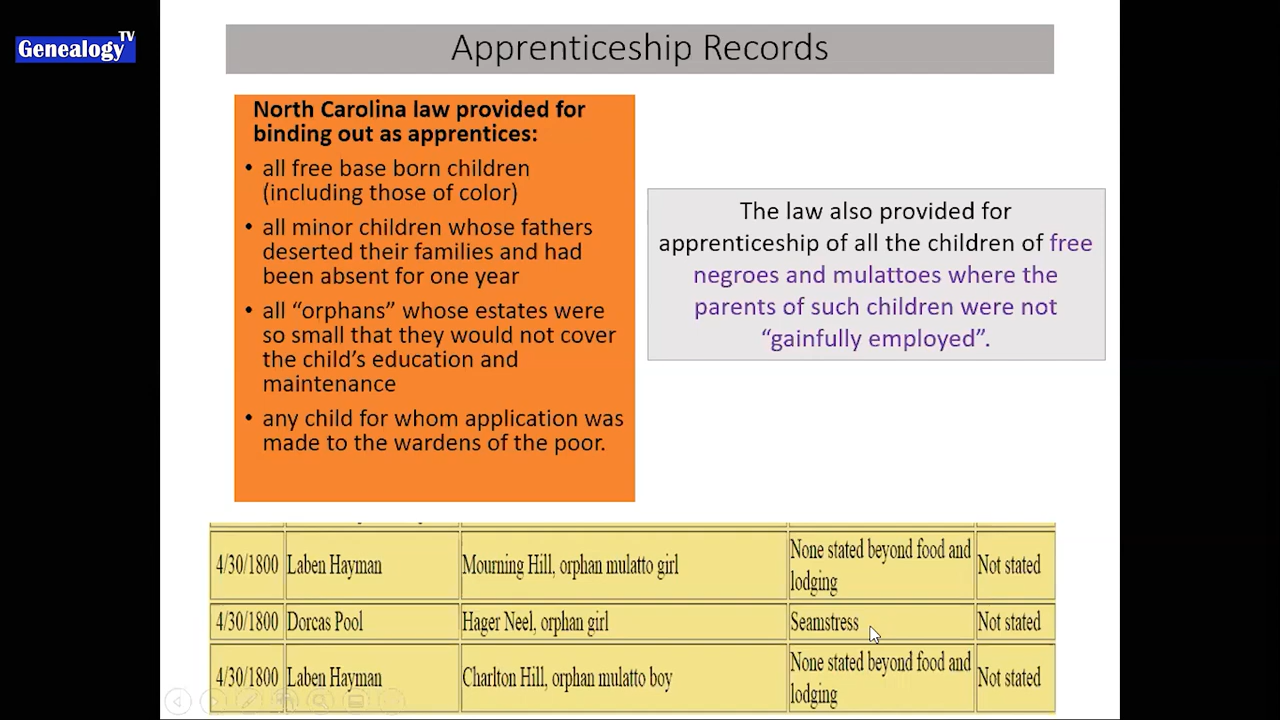 Genealogy TV
Apprenticeship Records
North Carolina law provided for
binding out as apprentices:
• all free base born children
(including those of color)
• all minor children whose fathers
deserted their families and had
been absent for one year
• all “orphans” whose estates were
so small that they would not cover
the child’s education and
maintenance
• any child for whom application was
made to the wardens of the poor.
The law also provided for
apprenticeship of all the children of free
negroes and mulattoes where the
parents of such children were not
“gainfully employed”.
4/30/1800 Laben Hayman Mourning Hill, orphan mulatto girl None stated beyond food and Not stated
lodging
4/30/1800 Dorcas Pool Hager Neel, orphan girl Seamstress Not stated
4/30/1800 Laben Hayman Charlton Hill, orphan mulatto boy None stated beyond food and Not stated
lodging